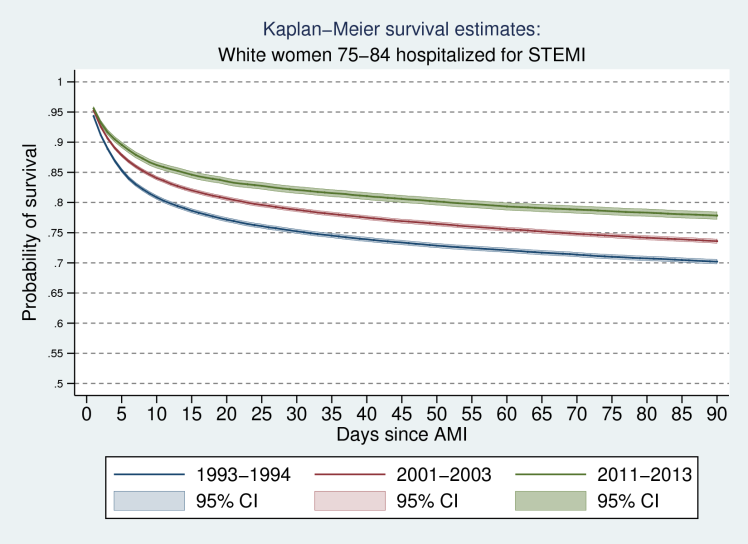 Kaplan−Meier survival estimates:
White women 75−84 hospitalized for STEMI
Probability of survival
1
.95
.9
.85
.8
.75
.7
.65
.6
.55
.5
0 5 10 15 20 25 30 35 40 45 50 55 60 65 70 75 80 85 90
Days since AMI
1993−1994 2001−2003 2011−2013
95% CI 95% CI 95% CI